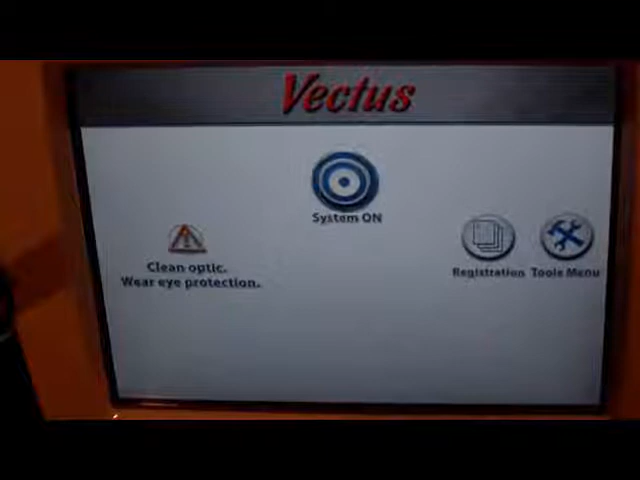 Vectus
System ON
Clean optic.
Wear eye protection.
Registration
Tools Menu